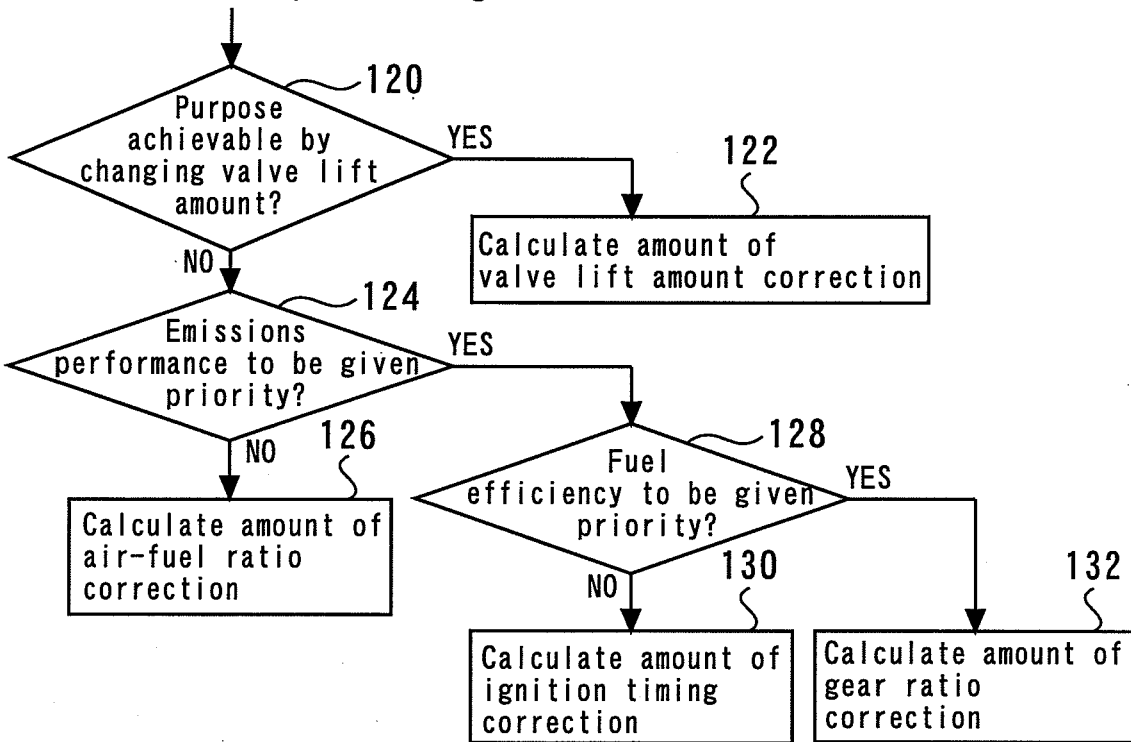 120
Purpose
achievable by
changing valve lift
amount?
YES
122
Calculate amount of
valve lift amount correction
NO
124
Emissions
performance to be given
priority?
YES
NO
126
Calculate amount of
air-fuel ratio
correction
128
Fuel
efficiency to be given
priority?
YES
NO
130
Calculate amount of
ignition timing
correction
132
Calculate amount of
gear ratio
correction